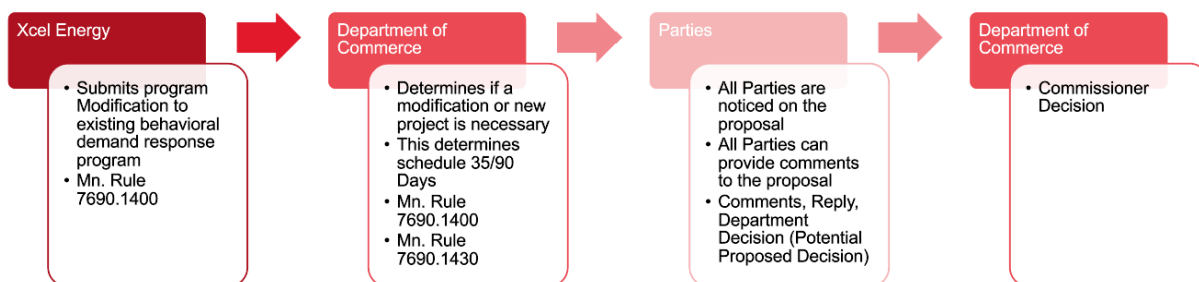 Xcel Energy
• Submits program
Modification to
existing behavioral
demand response
program
• Mn. Rule
7690.1400
Department of
Commerce
• Determines if a
modification or new
project is necessary
• This determines
schedule 35/90
Days
• Mn. Rule
7690.1400
• Mn. Rule
7690.1430
Parties
• All Parties are
noticed on the
proposal
• All Parties can
provide comments
to the proposal
• Comments, Reply,
Department
Decision (Potential
Proposed Decision)
Department of
Commerce
• Commissioner
Decision